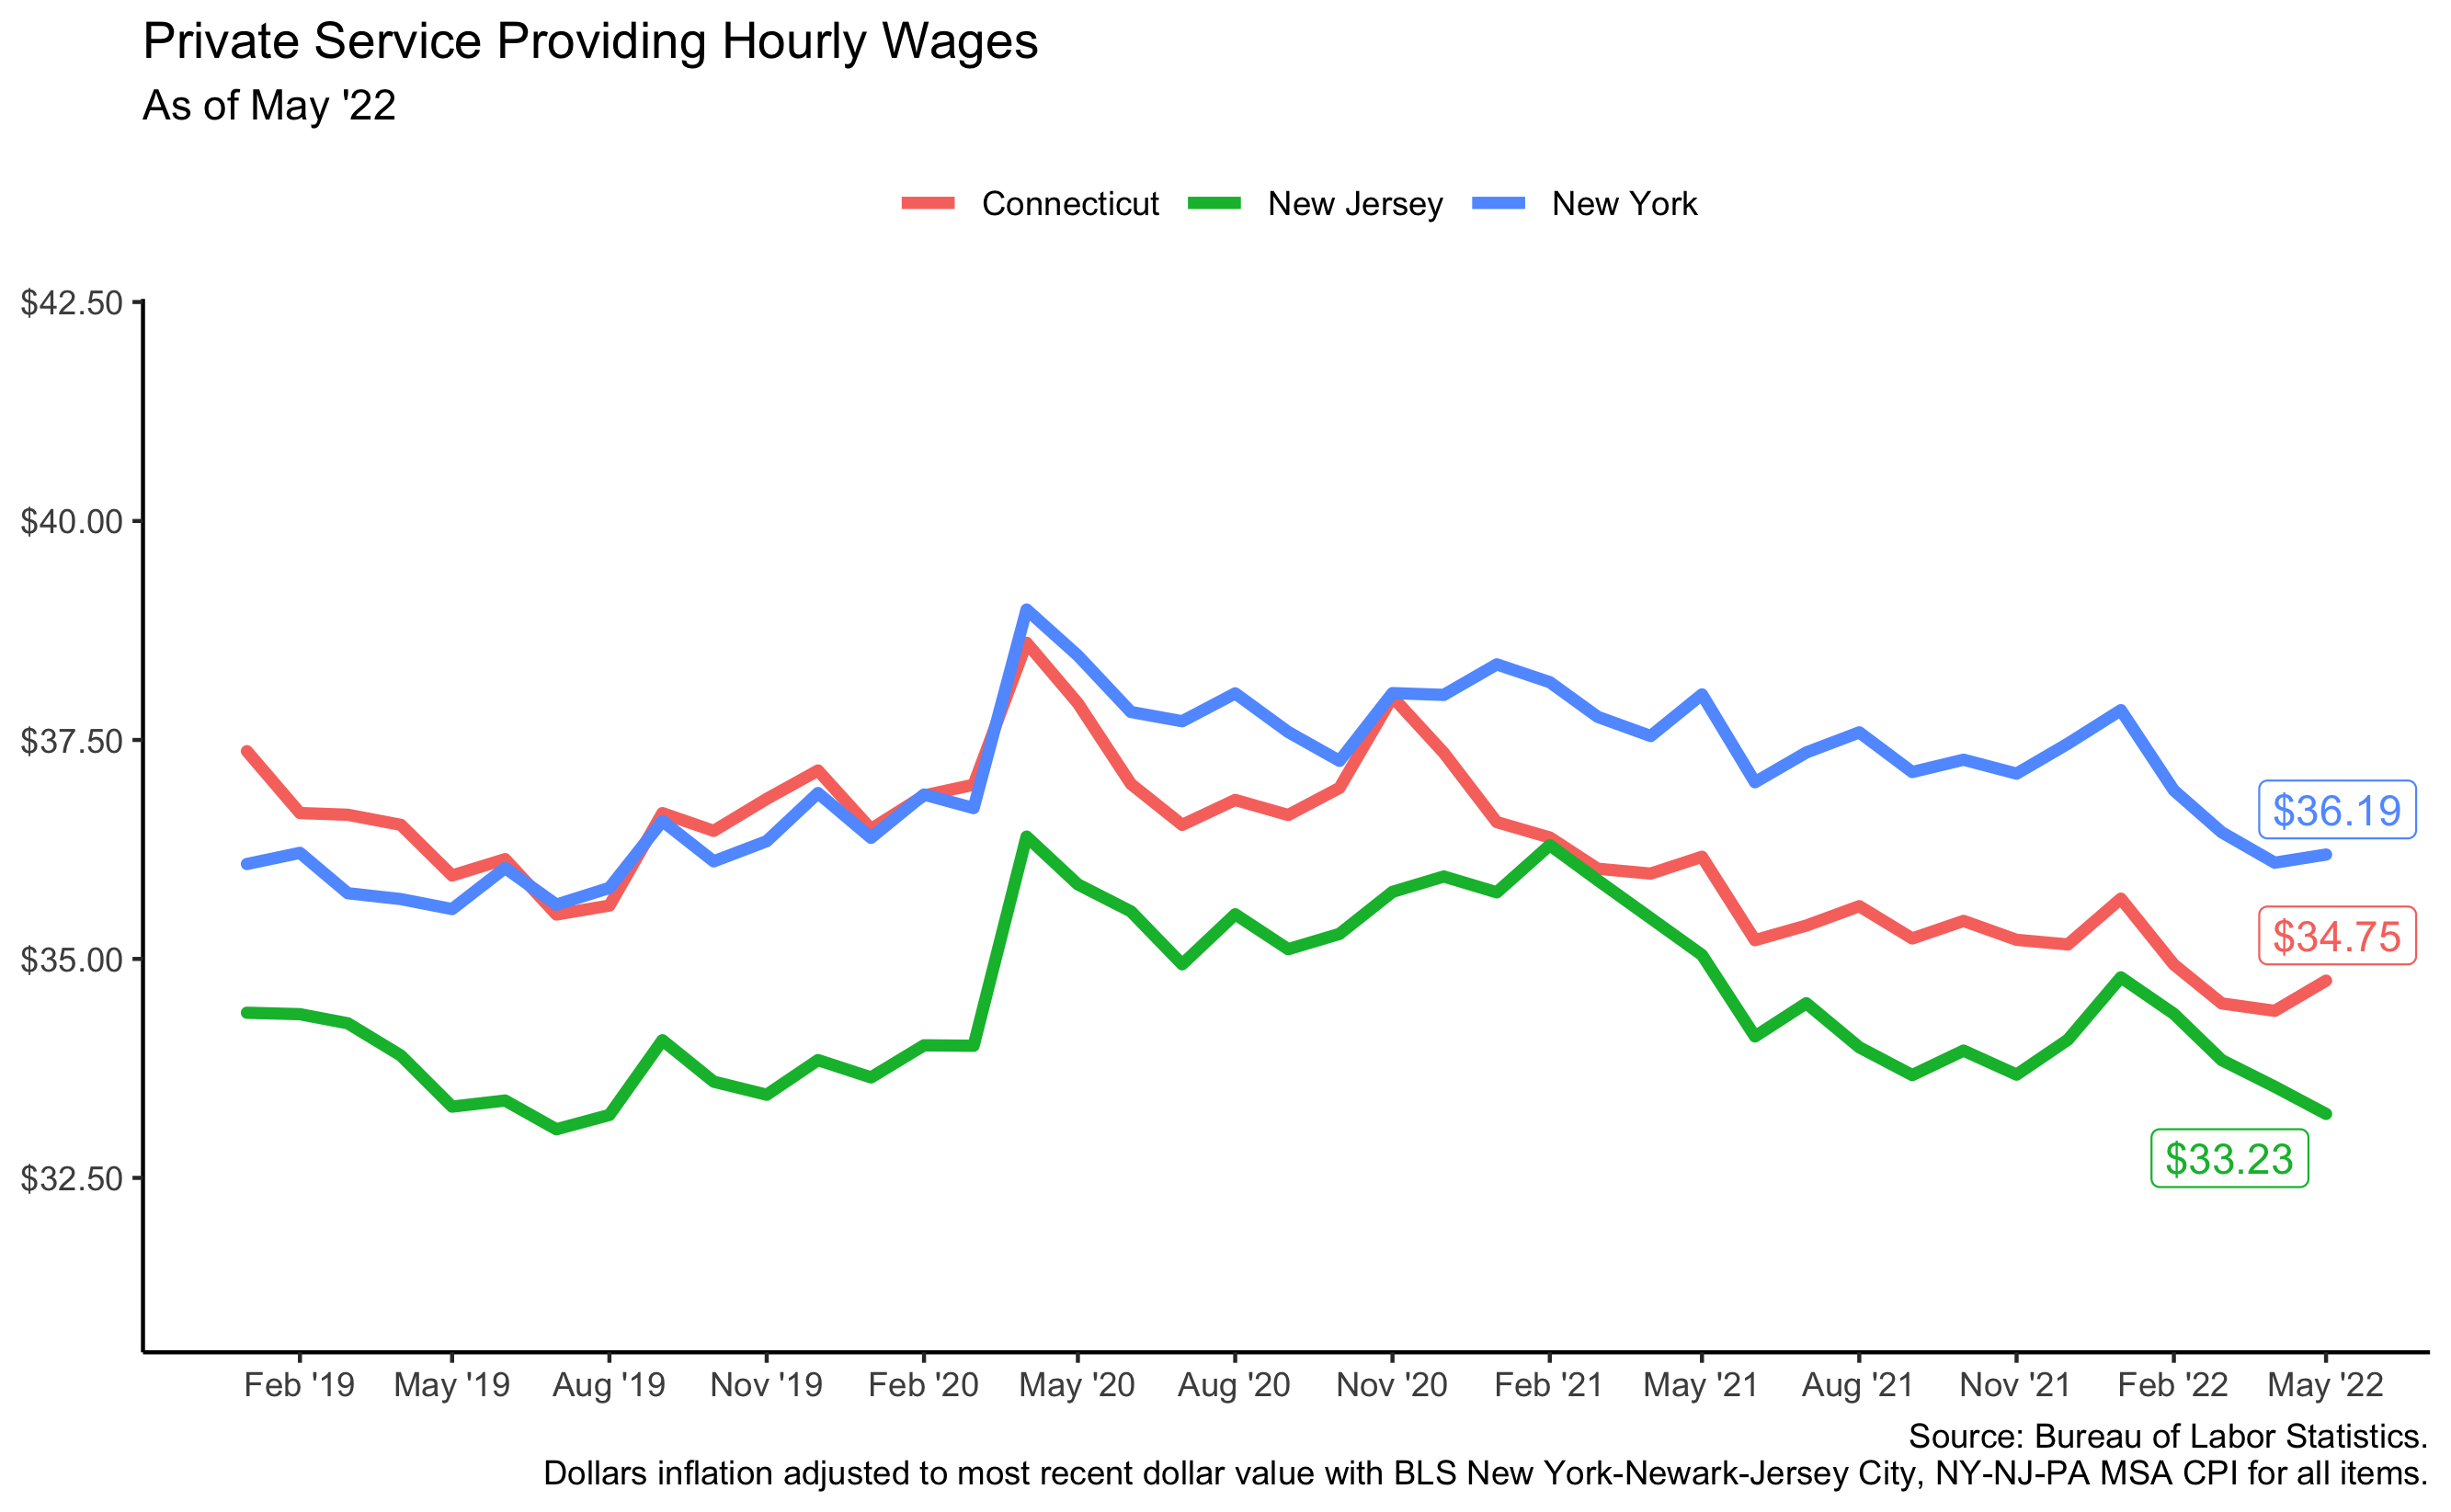 Private Service Providing Hourly Wages
As of May '22
Connecticut New Jersey New York
$42.50
$40.00
$37.50
$36.19
$34.75
$35.00
$33.23
$32.50
Feb '19 May '19 Aug '19 Nov '19 Feb '20 May '20 Aug '20 Nov '20 Feb '21 May '21 Aug '21 Nov '21 Feb '22 May '22
Source: Bureau of Labor Statistics.
Dollars inflation adjusted to most recent dollar value with BLS New York-Newark-Jersey City, NY-NJ-PA MSA CPI for all items.